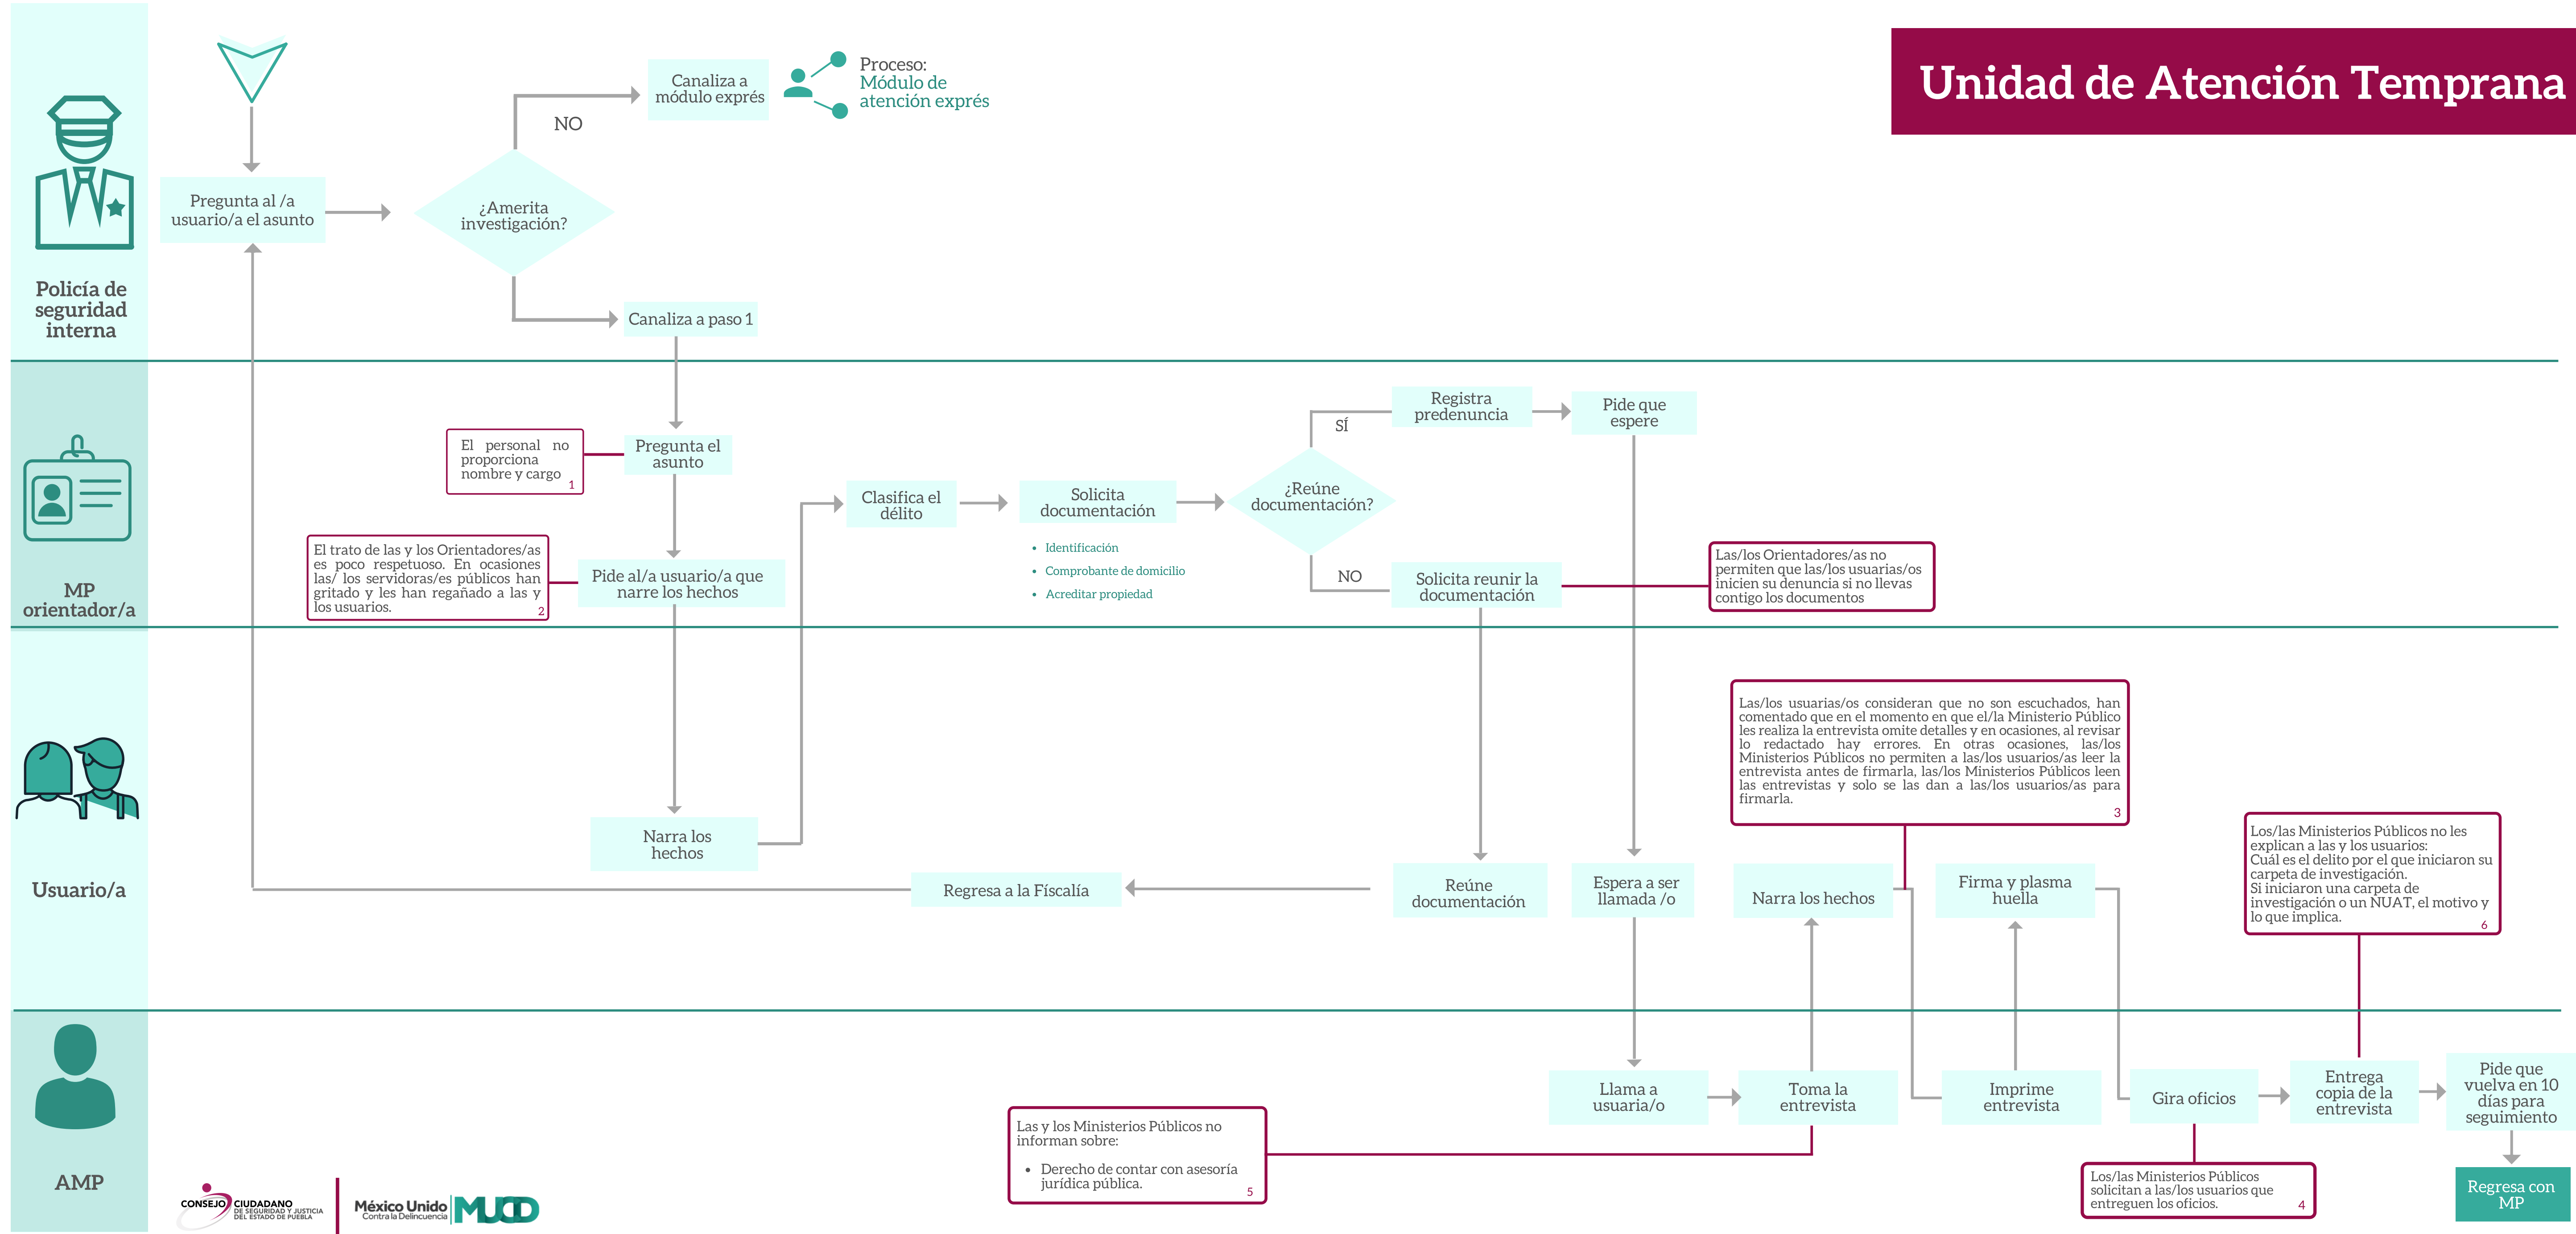 Unidad de Atención Temprana
Proceso:
Módulo de
atención exprés
Canaliza a
módulo exprés
NO
Pregunta al /a
usuario/a el asunto
¿Amerita
investigación?
Canaliza a paso 1
Policía de
seguridad
interna
El personal no
proporciona
nombre y cargo
1
Pregunta el
asunto
El trato de las y los Orientadores/as
es poco respetuoso. En ocasiones
las/ los servidoras/es públicos han
gritado y les han regañado a las y
los usuarios.
2
Pide al/a usuario/a que
narre los hechos
Clasifica el
délito
Solicita
documentación
• Identificación
• Comprobante de domicilio
• Acreditar propiedad
¿Reúne
documentación?
SÍ
Registra
predenuncia
Pide que
espere
NO
Solicita reunir la
documentación
Las/los Orientadores/as no
permiten que las/los usuarias/os
inicien su denuncia si no llevas
contigo los documentos
MP
orientador/a
Narra los
hechos
Regresa a la Físcalía
Reúne
documentación
Espera a ser
llamada /o
Las/los usuarias/os consideran que no son escuchados, han
comentado que en el momento en que el/la Ministerio Público
les realiza la entrevista omite detalles y en ocasiones, al revisar
lo redactado hay errores. En otras ocasiones, las/los
Ministerios Públicos no permiten a las/los usuarios/as leer la
entrevista antes de firmarla, las/los Ministerios Públicos leen
las entrevistas y solo se las dan a las/los usuarios/as para
firmarla.
3
Narra los hechos
Firma y plasma
huella
Los/las Ministerios Públicos no les
explican a las y los usuarios:
Cuál es el delito por el que iniciaron su
carpeta de investigación.
Si iniciaron una carpeta de
investigación o un NUAT, el motivo y
lo que implica.
6
Usuario/a
Llama a
usuaria/o
Toma la
entrevista
Imprime
entrevista
Gira oficios
Entrega
copia de la
entrevista
Pide que
vuelva en 10
días para
seguimiento
Las y los Ministerios Públicos no
informan sobre:
• Derecho de contar con asesoría
jurídica pública.
5
Los/las Ministerios Públicos
solicitan a las/los usuarios que
entreguen los oficios.
4
Regresa con
MP
AMP
CONSEJO CIUDADANO
DE SEGURIDAD Y JUSTICIA
DEL ESTADO DE PUEBLA
México Unido
Contra la Delincuencia
MUCD